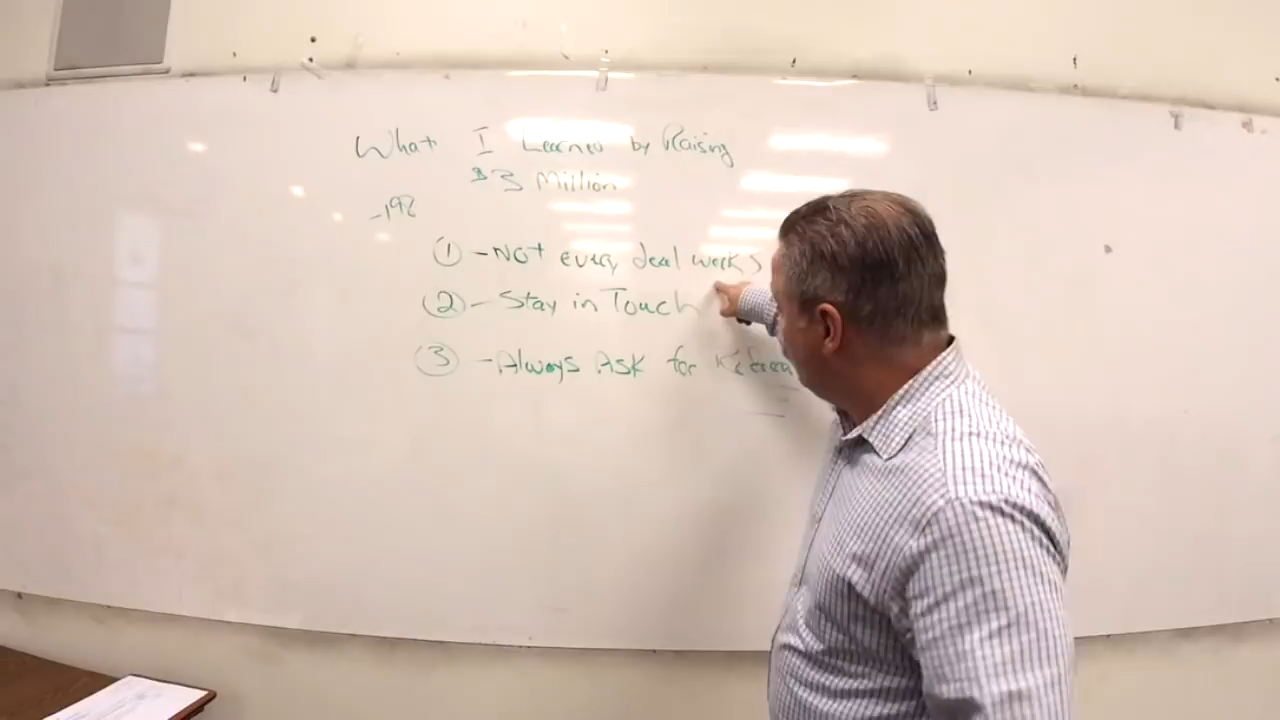 What I Learned by Raising
$3 Million
-198
① - Not every deal works
② - Stay in Touch
③ - Always Ask for